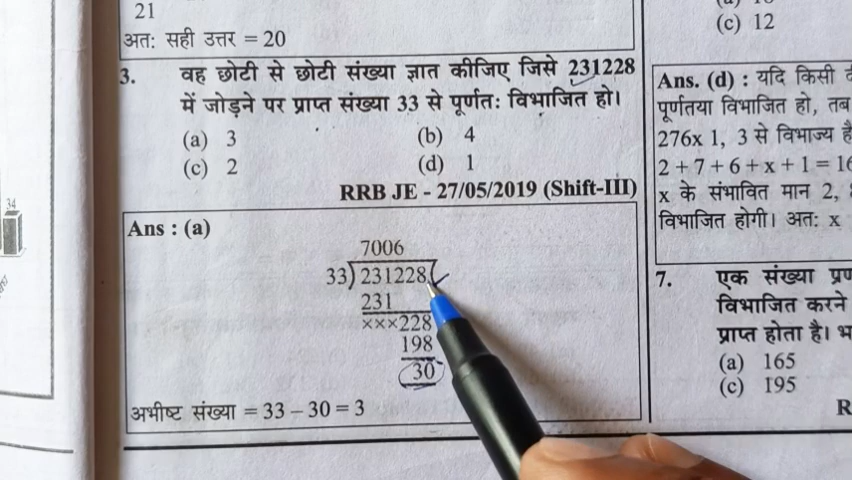 21
अतः सही उत्तर = 20
3. वह छोटी से छोटी संख्या ज्ञात कीजिए जिसे 231228
में जोड़ने पर प्राप्त संख्या 33 से पूर्णतः विभाजित हो।
(a) 3 (b) 4
(c) 2 (d) 1
RRB JE - 27/05/2019 (Shift-III)
Ans : (a)
7006
33) 231228(
231
×××228
198
30
अभीष्ट संख्या = 33 – 30 = 3
(c) 12
Ans. (d) : यदि किसी
पूर्णतया विभाजित हो, तब
276x 1, 3 से विभाज्य है
2 + 7 + 6 + x + 1 = 16
x के संभावित मान 2,
विभाजित होगी। अतः x
7. एक संख्या
विभाजित करने
प्राप्त होता है।
(a) 165
(c) 195
R
34